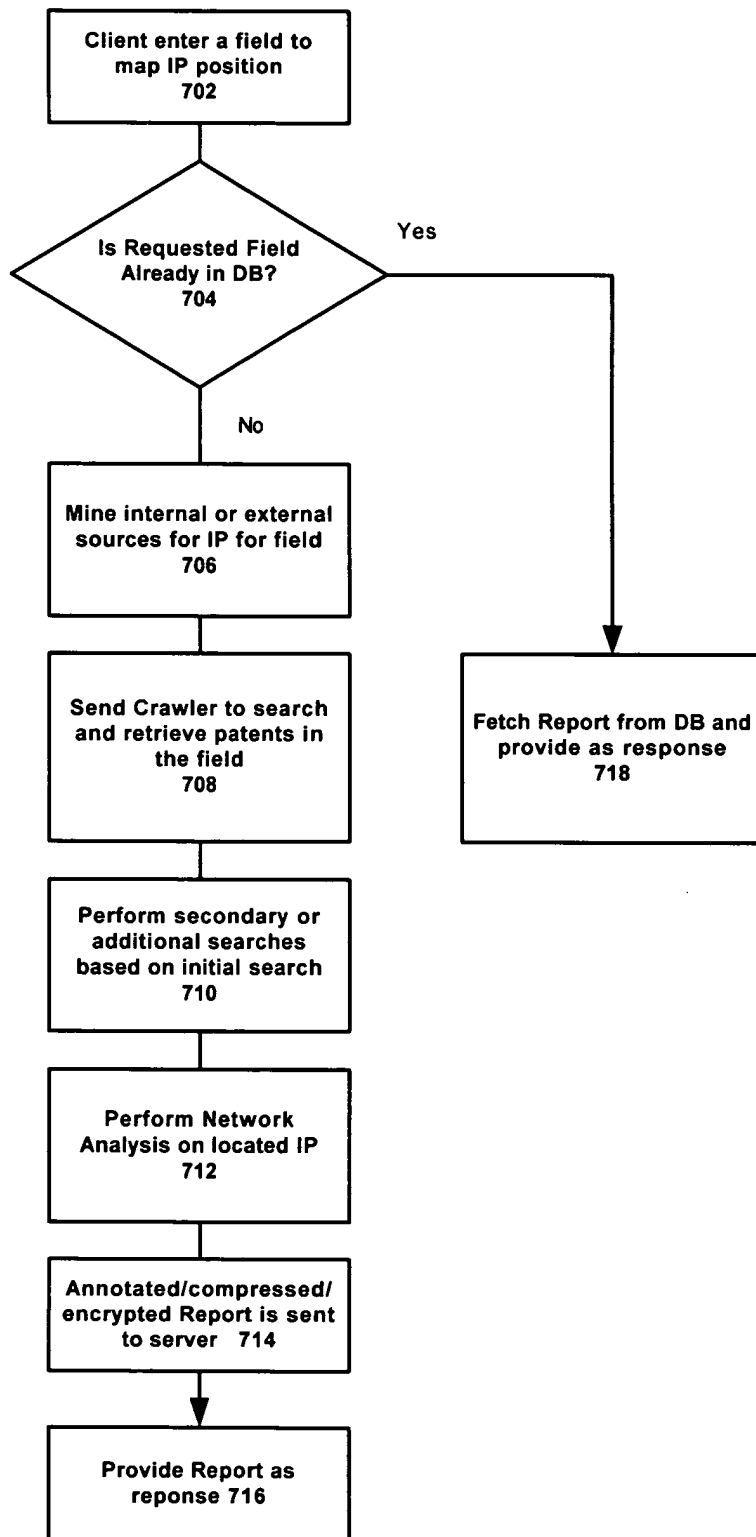 Client enter a field to
map IP position
702
Is Requested Field
Already in DB?
704
Yes
No
Mine internal or external
sources for IP for field
706
Send Crawler to search
and retrieve patents in
the field
708
Fetch Report from DB and
provide as response
718
Perform secondary or
additional searches
based on initial search
710
Perform Network
Analysis on located IP
712
Annotated/compressed/
encrypted Report is sent
to server 714
Provide Report as
reponse 716